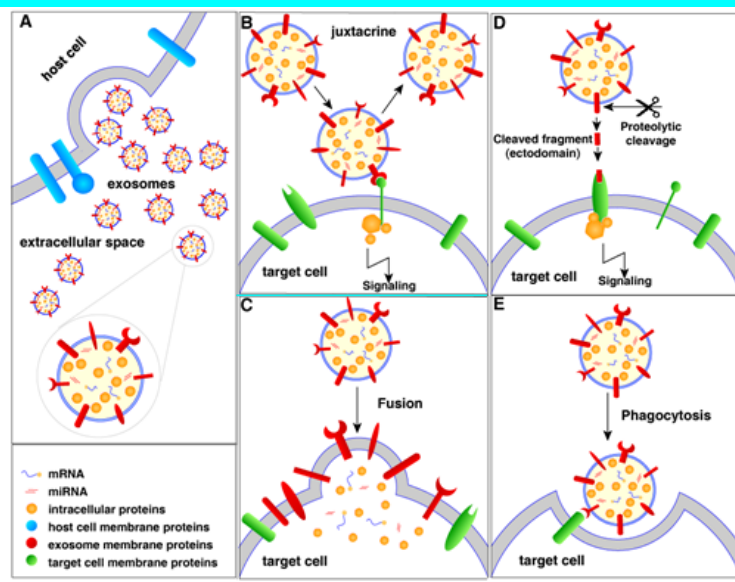 A
host cell
exosomes
extracellular space
mRNA
miRNA
intracellular proteins
host cell membrane proteins
exosome membrane proteins
target cell membrane proteins
B
juxtacrine
target cell
Signaling
C
Fusion
target cell
D
Proteolytic
cleavage
Cleaved fragment
(ectodomain)
target cell
Signaling
E
Phagocytosis
target cell